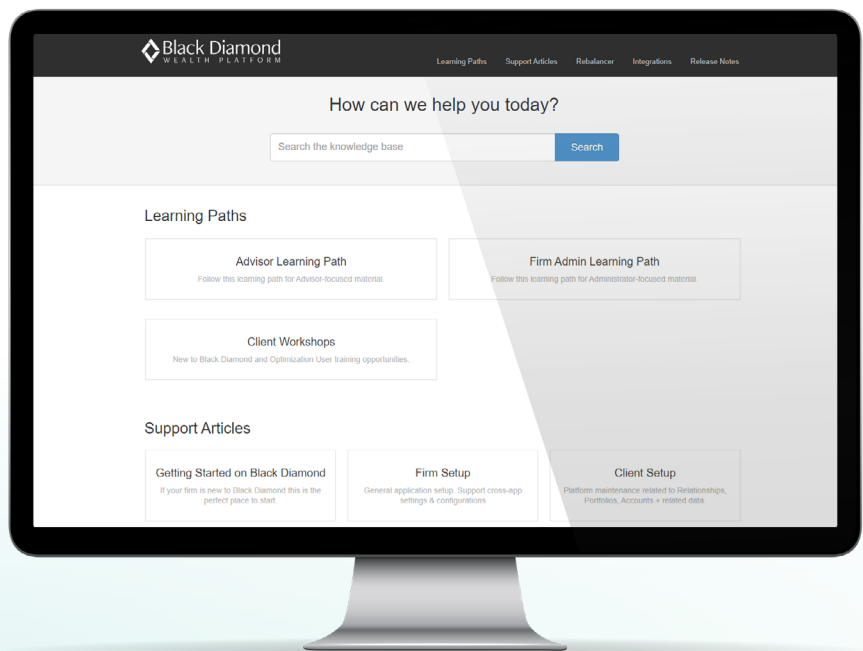 Black Diamond
WEALTH PLATFORM
Learning Paths Support Articles Rebalancer Integrations Release Notes
How can we help you today?
Search the knowledge base Search
Learning Paths
Advisor Learning Path
Follow this learning path for Advisor-focused material.
Firm Admin Learning Path
Follow this learning path for Administrator-focused material.
Client Workshops
New to Black Diamond and Optimization User training opportunities.
Support Articles
Getting Started on Black Diamond
If your firm is new to Black Diamond this is the
perfect place to start.
Firm Setup
General application setup. Support cross-app
settings & configurations
Client Setup
Platform maintenance related to Relationships,
Portfolios, Accounts + related data.